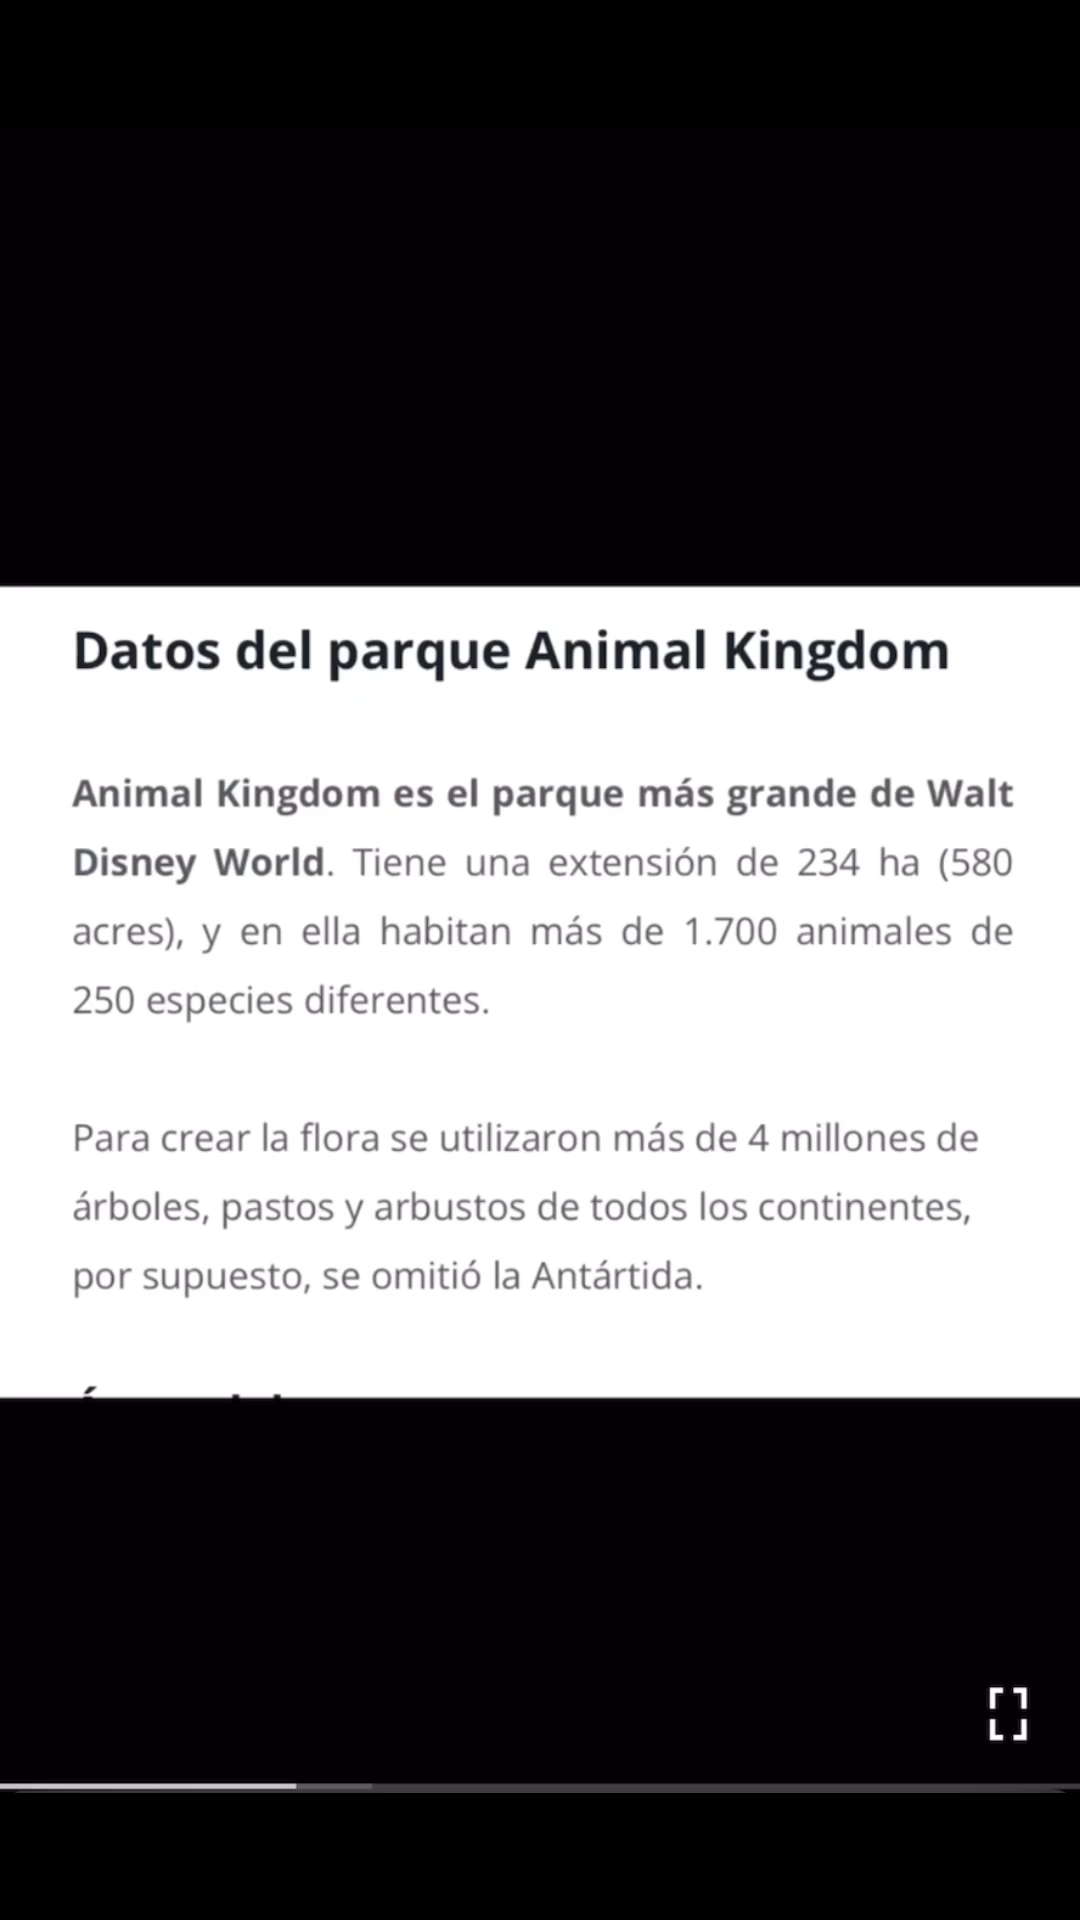 Datos del parque Animal Kingdom
Animal Kingdom es el parque más grande de Walt
Disney World. Tiene una extensión de 234 ha (580
acres), y en ella habitan más de 1.700 animales de
250 especies diferentes.
Para crear la flora se utilizaron más de 4 millones de
árboles, pastos y arbustos de todos los continentes,
por supuesto, se omitió la Antártida.